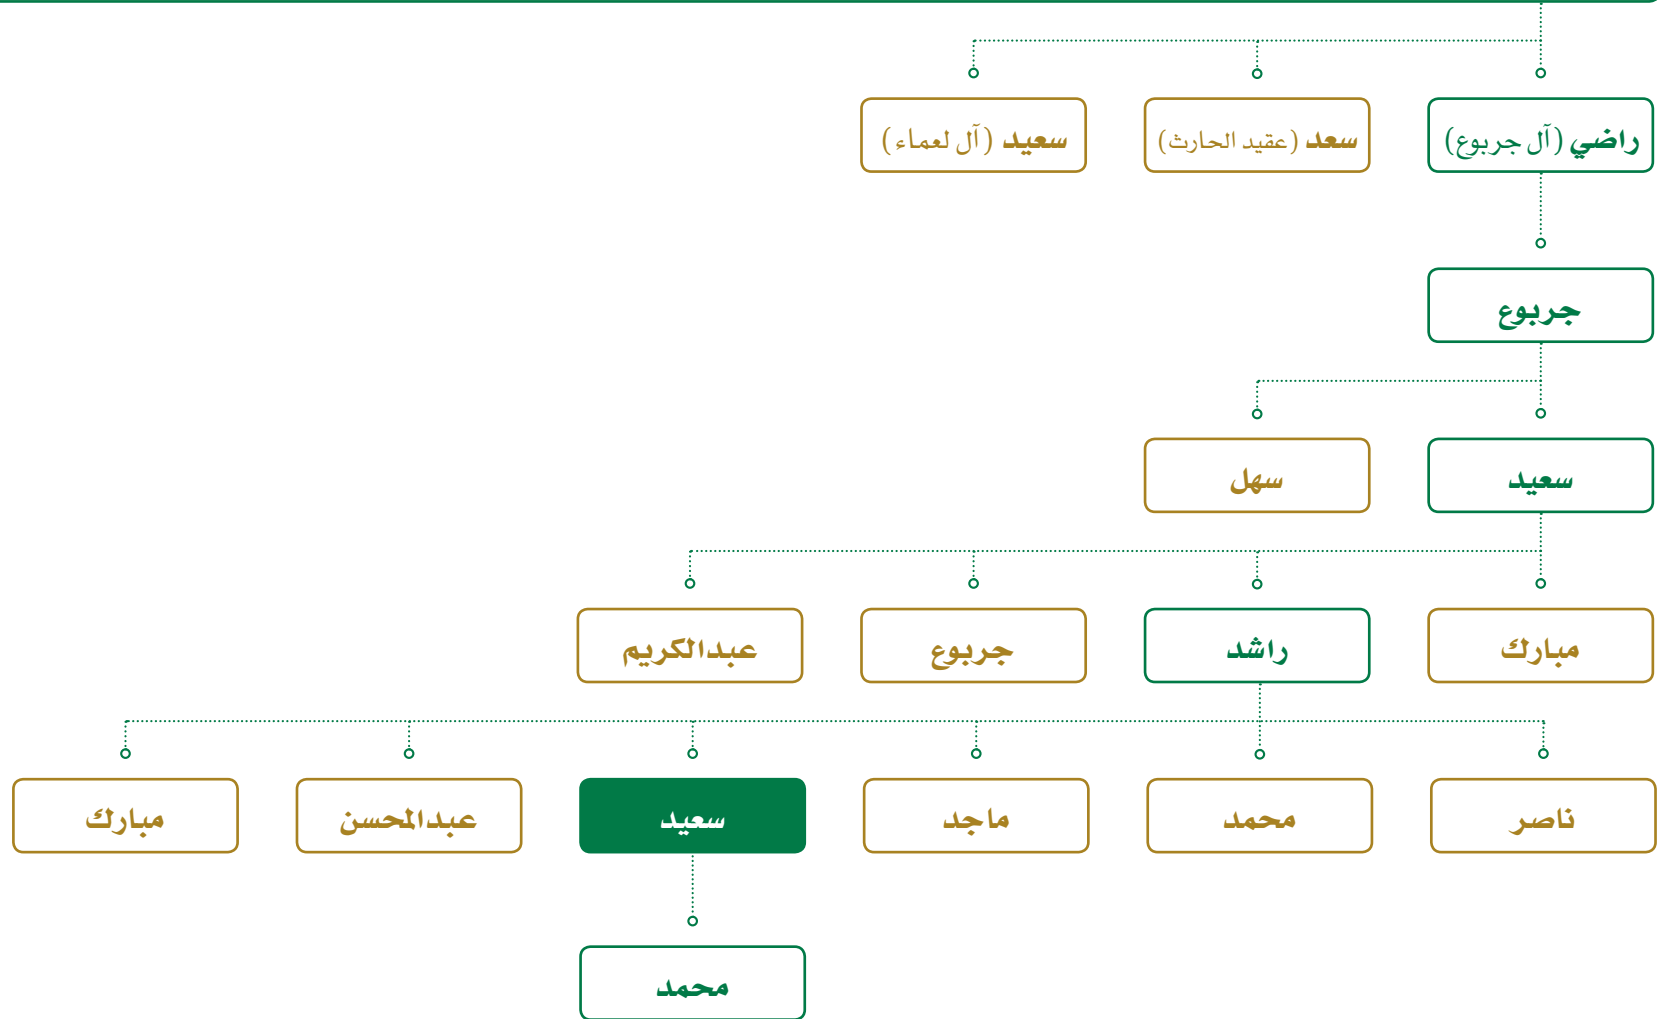 راضي (آل جربوع)
سعد (عقيد الحارث)
سعيد (آل لعماء)
جربوع
سعيد
سهل
مبارك
راشد
جربوع
عبدالكريم
ناصر
محمد
ماجد
سعيد
عبدالمحسن
مبارك
محمد